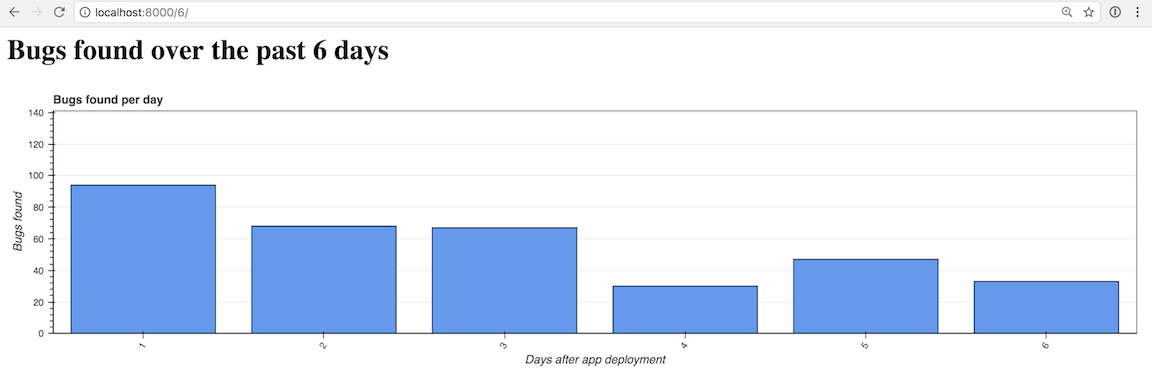 localhost:8000/6/
Bugs found over the past 6 days
Bugs found per day
140
120
100
80
60
40
20
0
Bugs found
1
2
3
4
5
6
Days after app deployment